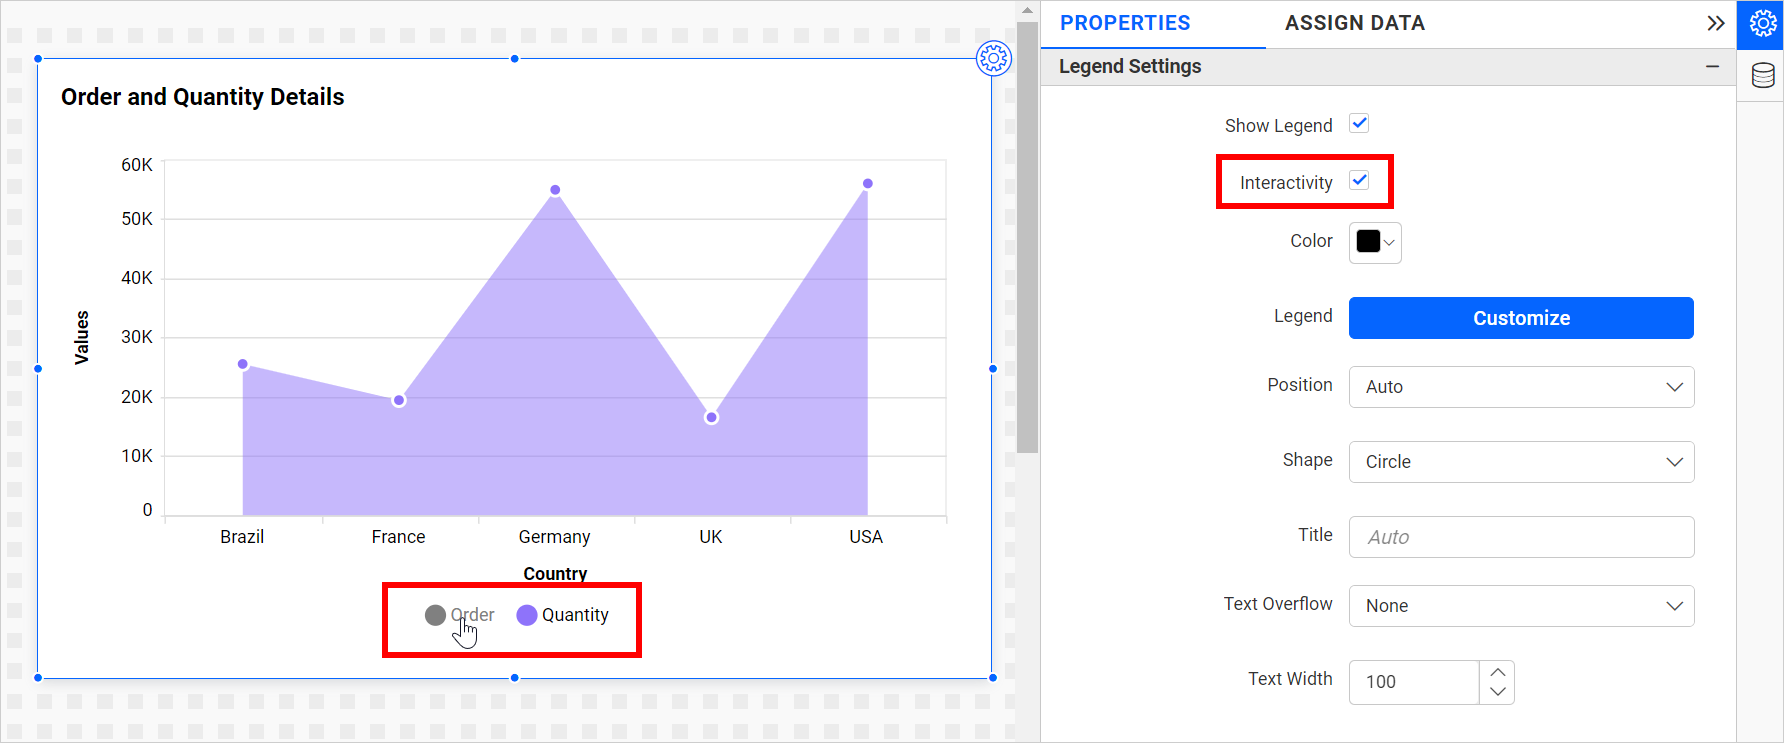 PROPERTIES
ASSIGN DATA
Legend Settings
Order and Quantity Details
60K
50K
40K
30K
20K
10K
0
Values
Brazil
France
Germany
UK
USA
Country
Order
Quantity
Show Legend
Interactivity
Color
Legend
Customize
Position
Auto
Shape
Circle
Title
Auto
Text Overflow
None
Text Width
100